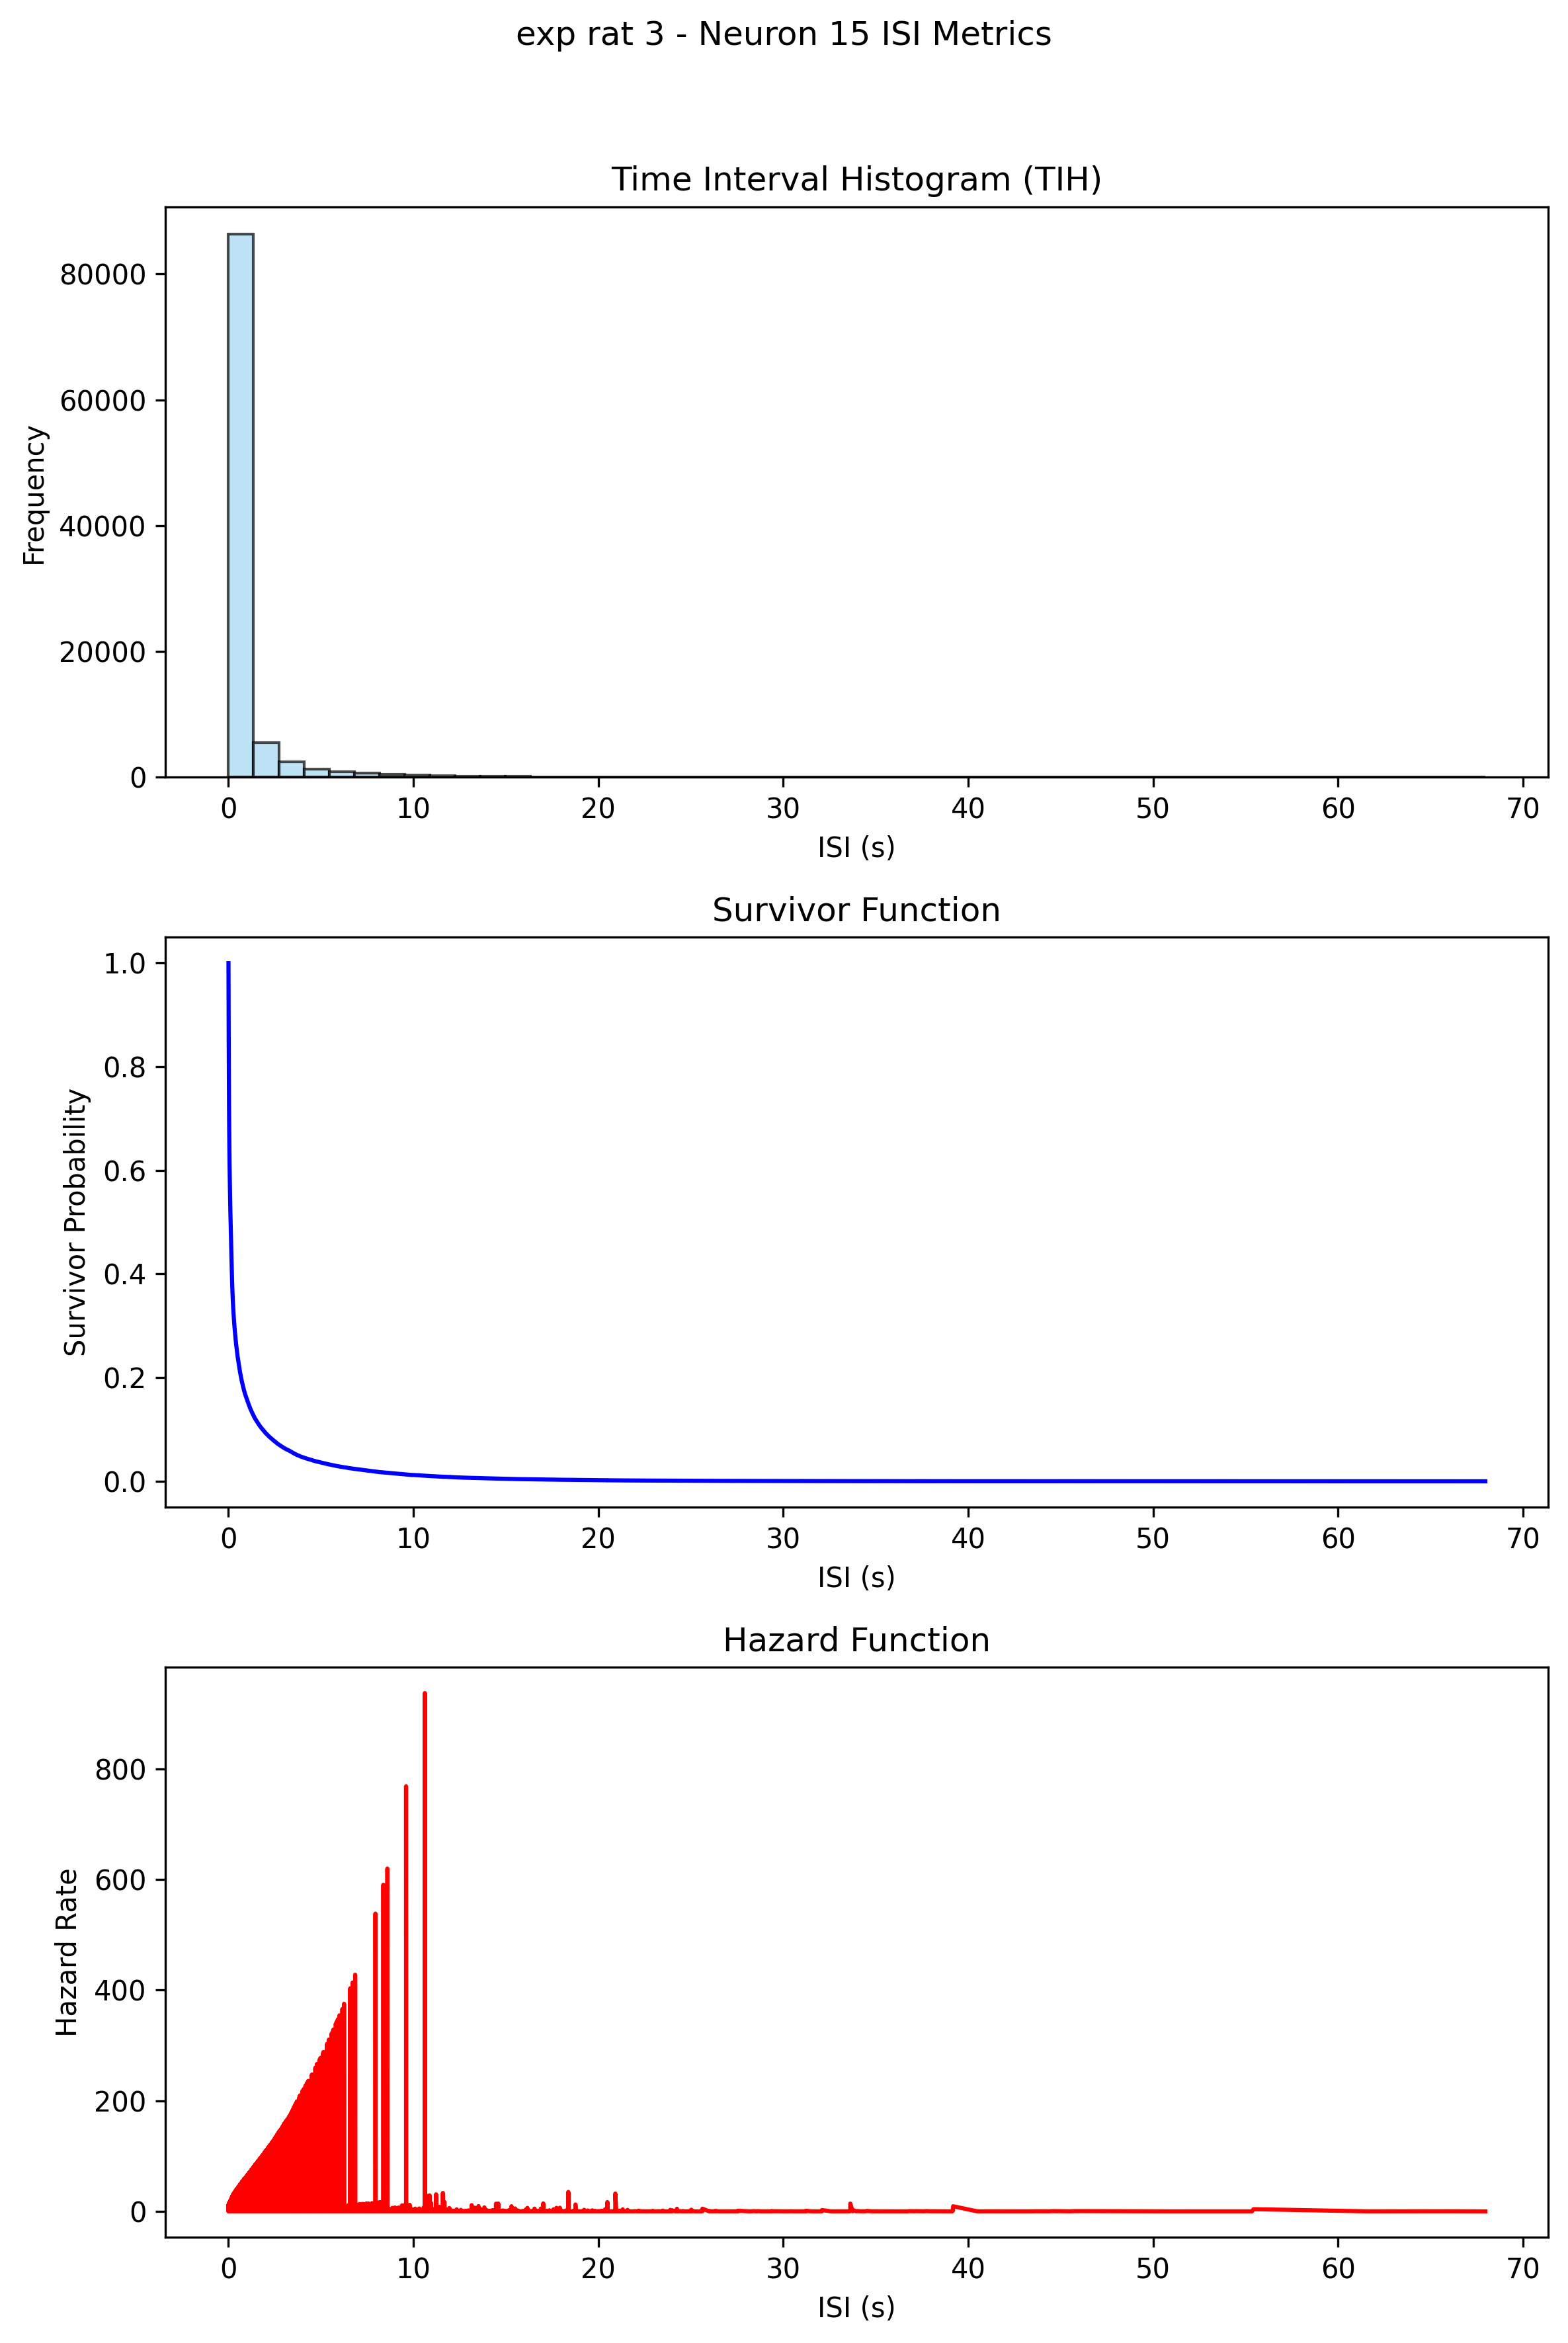 exp rat 3 - Neuron 15 ISI Metrics
Time Interval Histogram (TIH)
Frequency
80000
60000
40000
20000
0
0 10 20 30 40 50 60 70
ISI (s)
Survivor Function
Survivor Probability
1.0
0.8
0.6
0.4
0.2
0.0
0 10 20 30 40 50 60 70
ISI (s)
Hazard Function
Hazard Rate
800
600
400
200
0
0 10 20 30 40 50 60 70
ISI (s)